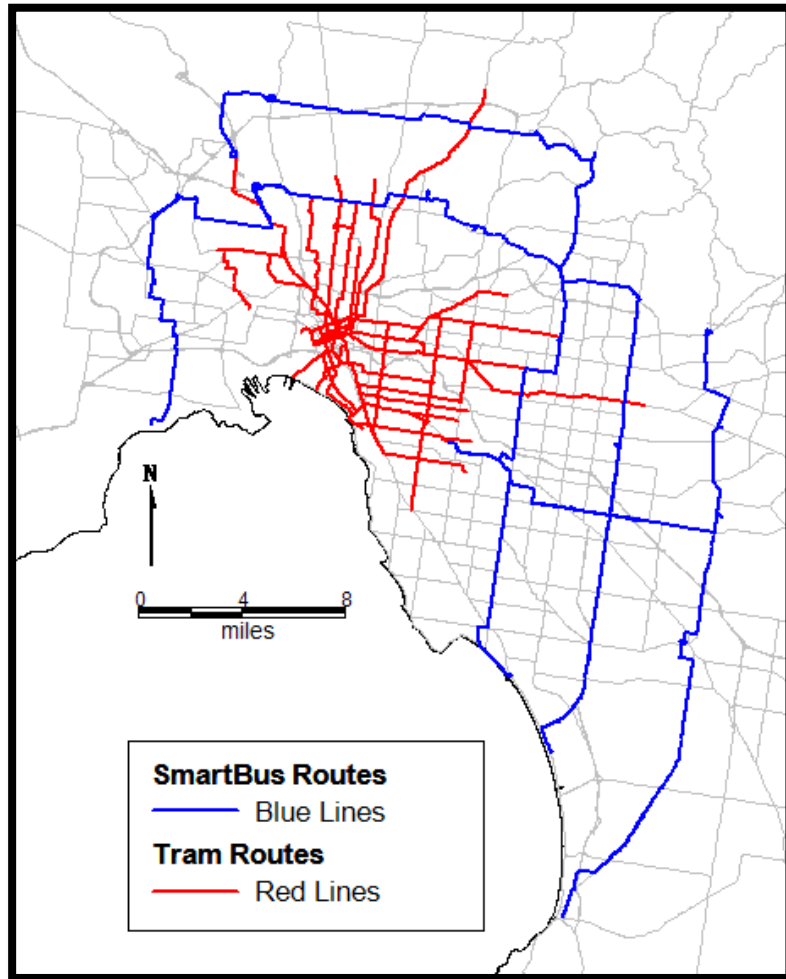 N
0 4 8
miles
SmartBus Routes
Blue Lines
Tram Routes
Red Lines